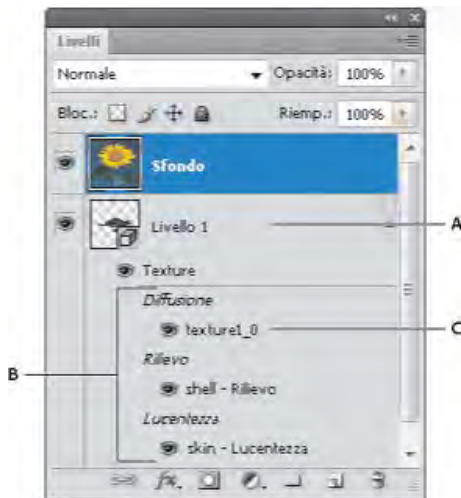 Livelli
Normale Opacità: 100%
Bloc.: Riemp.: 100%
Sfondo
Livello 1 A
Texture
Diffusione
texture1_0 C
B
Rilievo
shell - Rilievo
Lucentezza
skin - Lucentezza
fx.